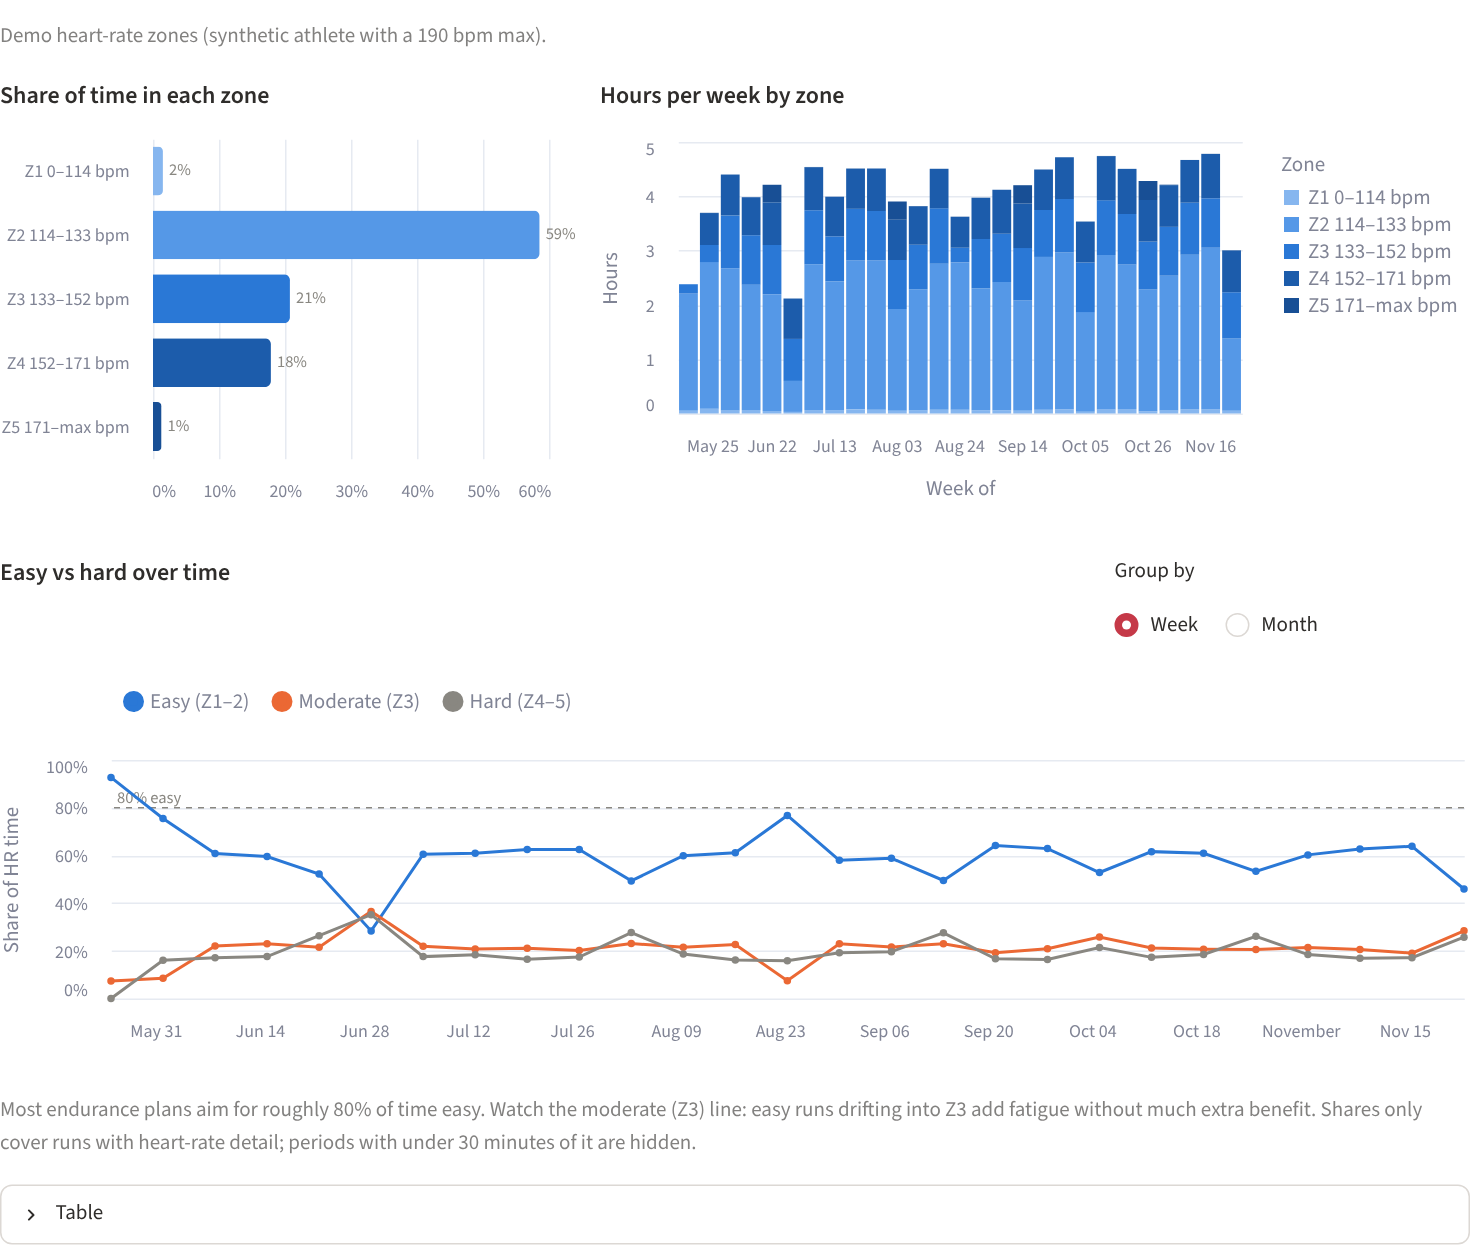 Demo heart-rate zones (synthetic athlete with a 190 bpm max).
Share of time in each zone
Z1 0–114 bpm
2%
Z2 114–133 bpm
59%
Z3 133–152 bpm
21%
Z4 152–171 bpm
18%
Z5 171–max bpm
1%
0% 10% 20% 30% 40% 50% 60%
Hours per week by zone
Hours
5
4
3
2
1
0
May 25 Jun 22 Jul 13 Aug 03 Aug 24 Sep 14 Oct 05 Oct 26 Nov 16
Week of
Zone
Z1 0–114 bpm
Z2 114–133 bpm
Z3 133–152 bpm
Z4 152–171 bpm
Z5 171–max bpm
Easy vs hard over time
Group by
Week Month
Easy (Z1–2) Moderate (Z3) Hard (Z4–5)
Share of HR time
100%
80%
60%
40%
20%
0%
80% easy
May 31 Jun 14 Jun 28 Jul 12 Jul 26 Aug 09 Aug 23 Sep 06 Sep 20 Oct 04 Oct 18 November Nov 15
Most endurance plans aim for roughly 80% of time easy. Watch the moderate (Z3) line: easy runs drifting into Z3 add fatigue without much extra benefit. Shares only
cover runs with heart-rate detail; periods with under 30 minutes of it are hidden.
Table